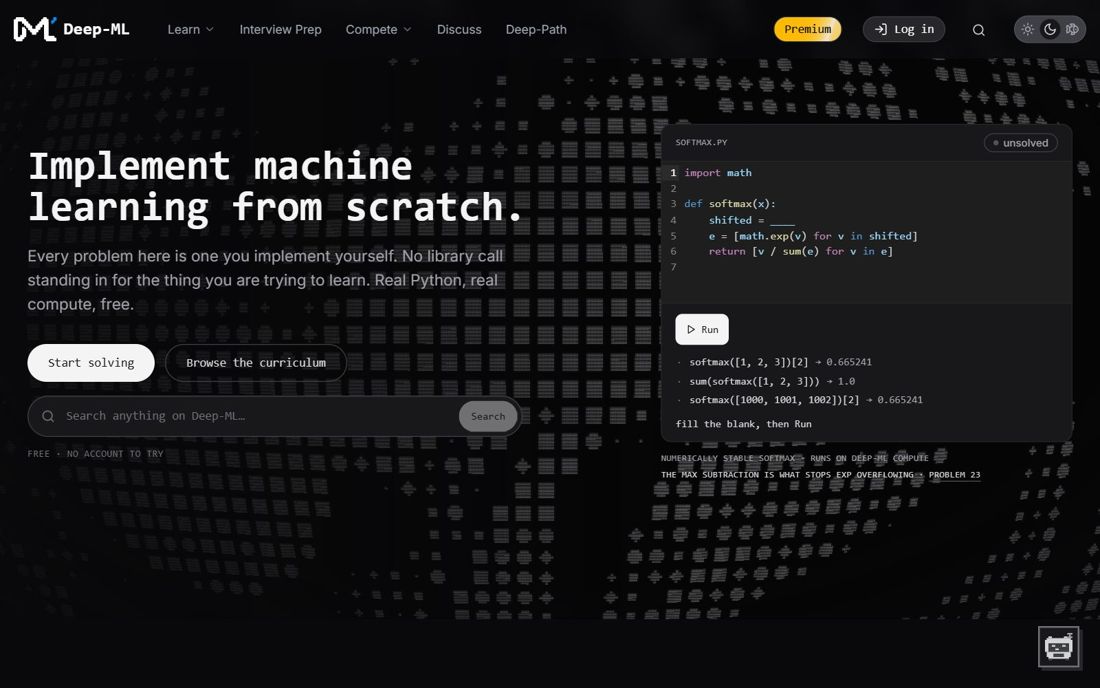 Deep-ML
Learn
Interview Prep
Compete
Discuss
Deep-Path
Premium
Log in
Implement machine
learning from scratch.
Every problem here is one you implement yourself. No library call
standing in for the thing you are trying to learn. Real Python, real
compute, free.
Start solving
Browse the curriculum
Search anything on Deep-ML…
Search
FREE · NO ACCOUNT TO TRY
SOFTMAX.PY
unsolved
1 import math
2
3 def softmax(x):
4     shifted = ____
5     e = [math.exp(v) for v in shifted]
6     return [v / sum(e) for v in e]
7
Run
· softmax([1, 2, 3])[2] → 0.665241
· sum(softmax([1, 2, 3])) → 1.0
· softmax([1000, 1001, 1002])[2] → 0.665241
fill the blank, then Run
NUMERICALLY STABLE SOFTMAX · RUNS ON DEEP-ML COMPUTE
THE MAX SUBTRACTION IS WHAT STOPS EXP OVERFLOWING · PROBLEM 23